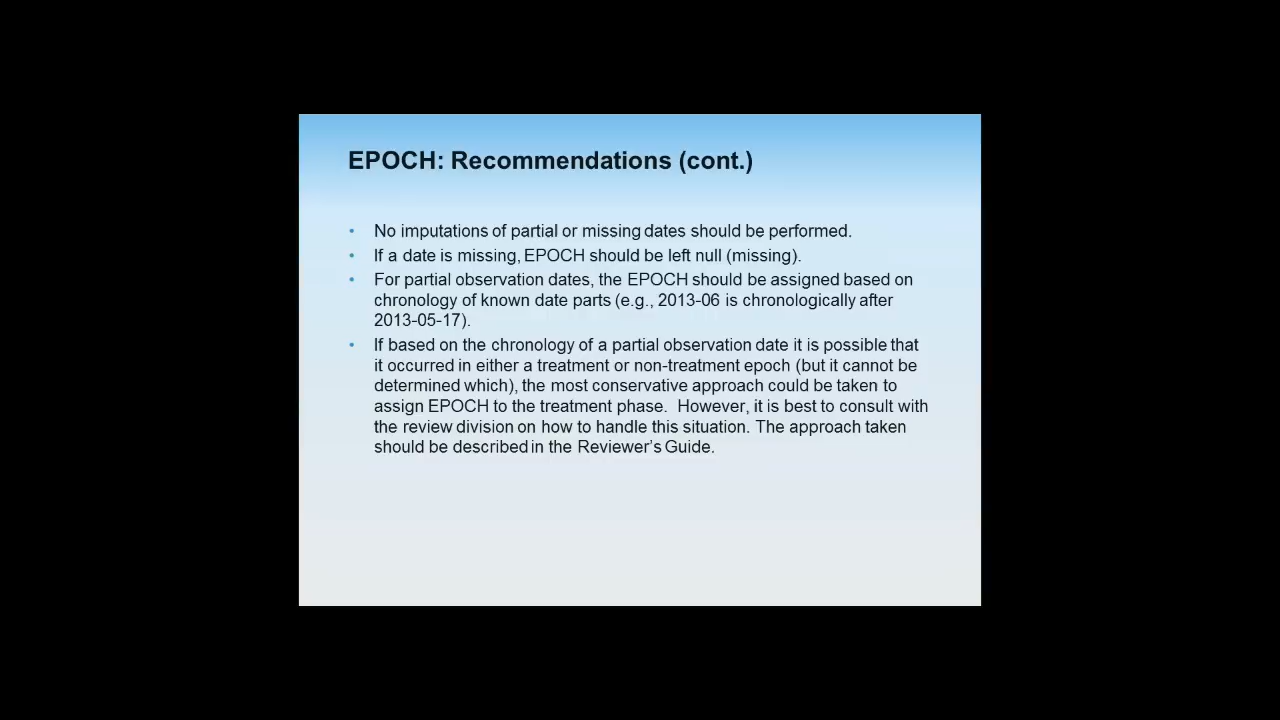 EPOCH: Recommendations (cont.)
• No imputations of partial or missing dates should be performed.
• If a date is missing, EPOCH should be left null (missing).
• For partial observation dates, the EPOCH should be assigned based on
chronology of known date parts (e.g., 2013-06 is chronologically after
2013-05-17).
• If based on the chronology of a partial observation date it is possible that
it occurred in either a treatment or non-treatment epoch (but it cannot be
determined which), the most conservative approach could be taken to
assign EPOCH to the treatment phase. However, it is best to consult with
the review division on how to handle this situation. The approach taken
should be described in the Reviewer's Guide.